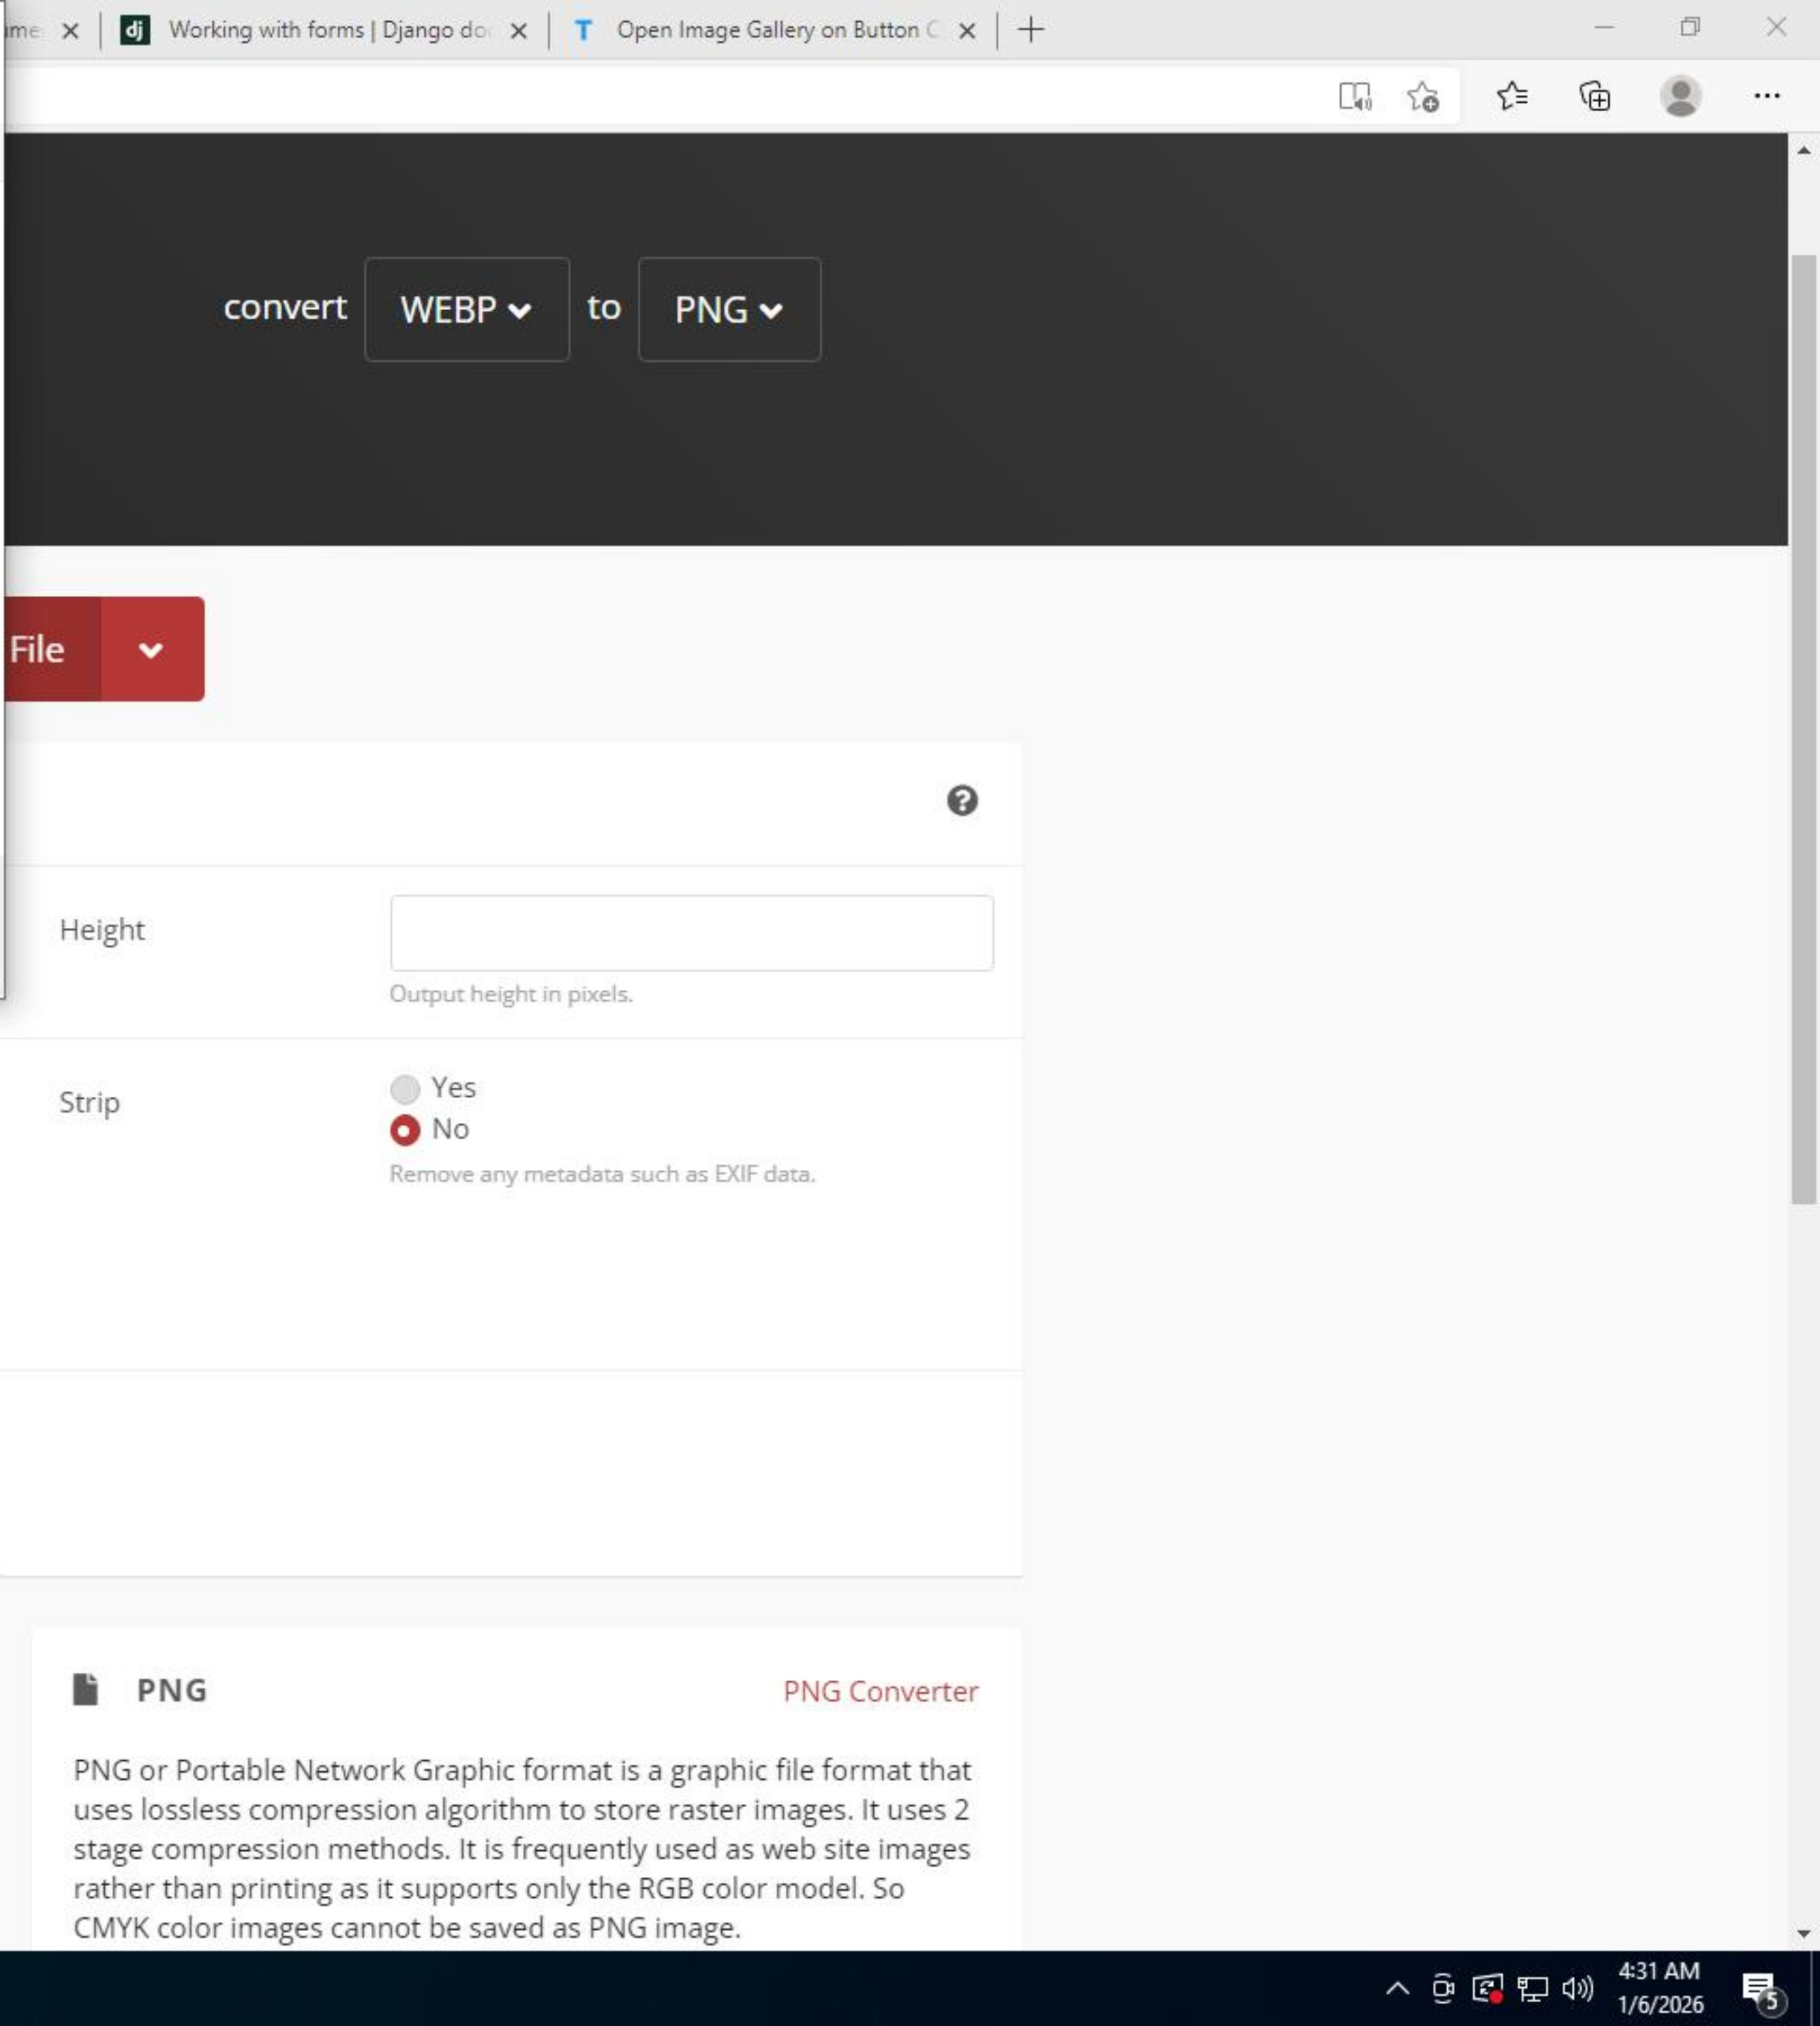 Working with forms | Django do
Open Image Gallery on Button
convert WEBP to PNG
File
Height
Output height in pixels.
Strip
Yes
No
Remove any metadata such as EXIF data.
PNG
PNG Converter
PNG or Portable Network Graphic format is a graphic file format that
uses lossless compression algorithm to store raster images. It uses 2
stage compression methods. It is frequently used as web site images
rather than printing as it supports only the RGB color model. So
CMYK color images cannot be saved as PNG image.
4:31 AM
1/6/2026
5